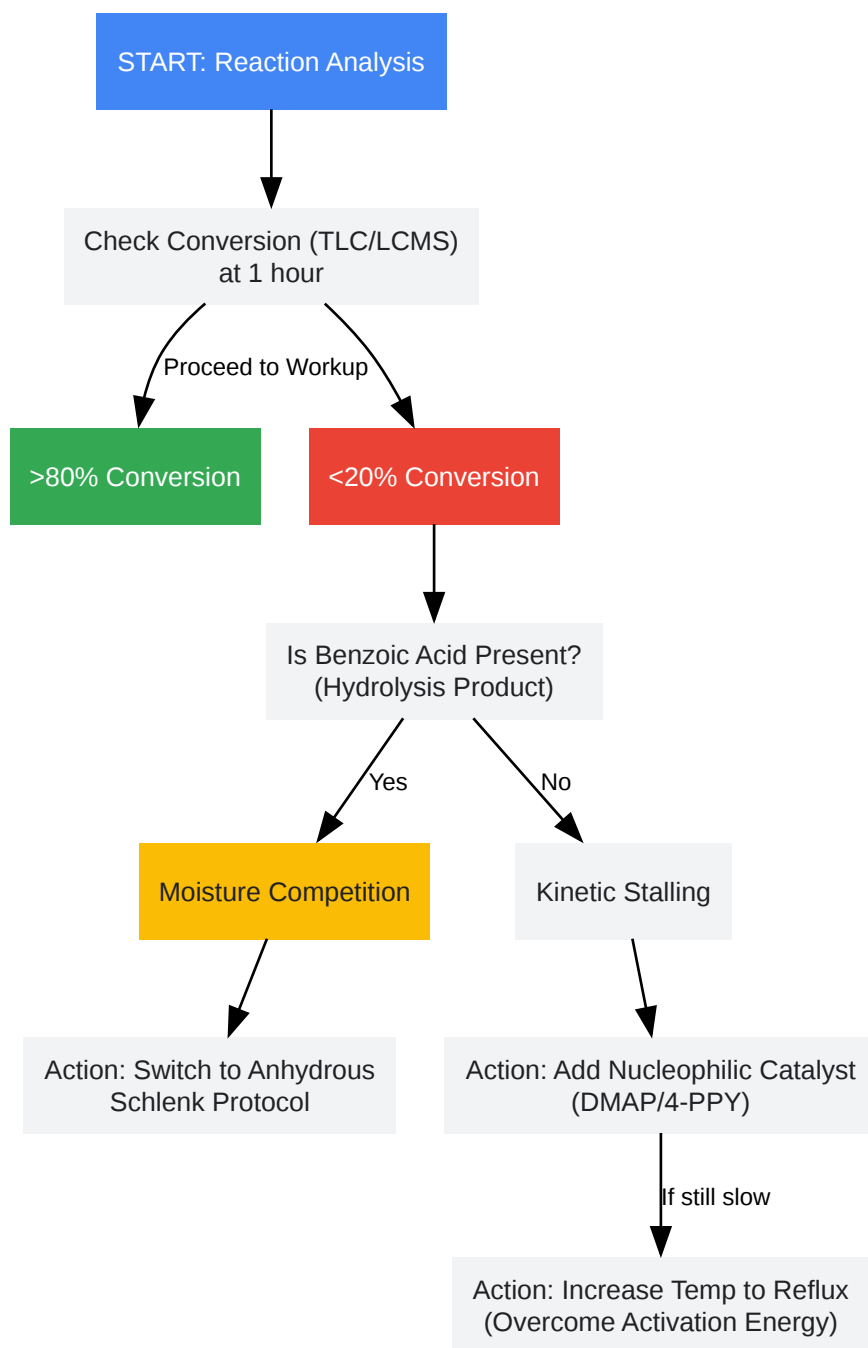 START: Reaction Analysis
Check Conversion (TLC/LCMS)
at 1 hour
Proceed to Workup
>80% Conversion
<20% Conversion
Is Benzoic Acid Present?
(Hydrolysis Product)
Yes
No
Moisture Competition
Kinetic Stalling
Action: Switch to Anhydrous
Schlenk Protocol
Action: Add Nucleophilic Catalyst
(DMAP/4-PPY)
If still slow
Action: Increase Temp to Reflux
(Overcome Activation Energy)